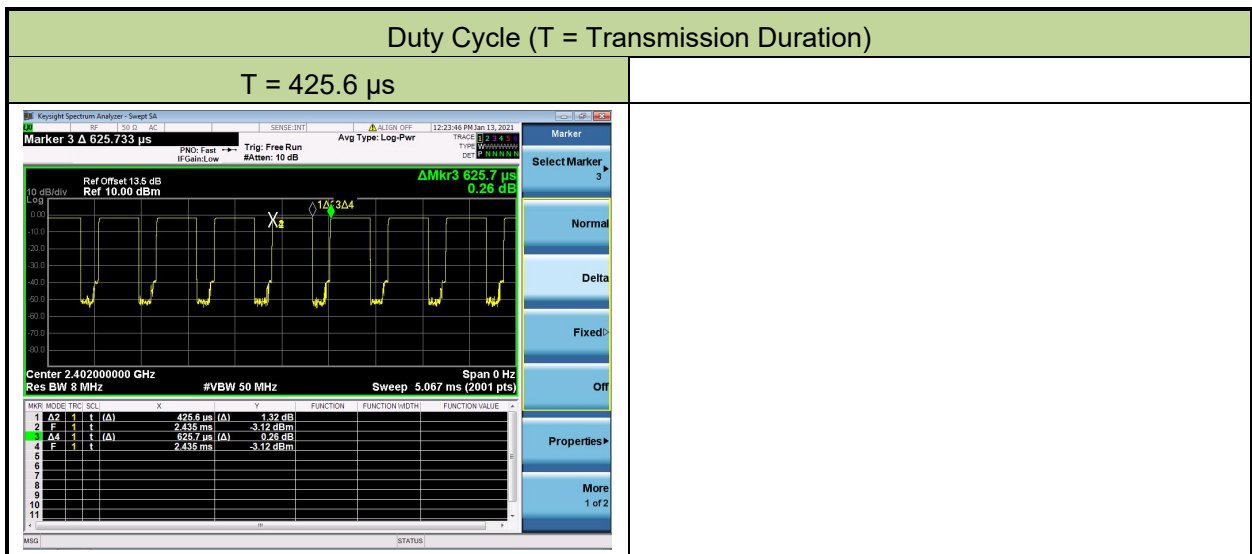 Duty Cycle (T = Transmission Duration)
T = 425.6 µs
Keysight Spectrum Analyzer - Swept SA
RF 50 Ω AC SENSE:INT ALIGN OFF 12:23:46 PM Jan 13, 2021
Marker 3 Δ 625.733 µs
PNO: Fast
IFGain:Low
Trig: Free Run
#Atten: 10 dB
Avg Type: Log-Pwr
TRACE 1 2 3 4 5 6
TYPE W
DET P N N N N N
Marker
Select Marker
3
Normal
Delta
Fixed
Off
Properties
More
1 of 2
Ref Offset 13.5 dB
ΔMkr3 625.7 µs
10 dB/div Ref 10.00 dBm 0.26 dB
Log
0.00
-10.0
-20.0
-30.0
-40.0
-50.0
-60.0
-70.0
-80.0
1Δ 3Δ4
Center 2.402000000 GHz Span 0 Hz
Res BW 8 MHz #VBW 50 MHz Sweep 5.067 ms (2001 pts)
MKR MODE TRC SCL X Y FUNCTION FUNCTION WIDTH FUNCTION VALUE
1 Δ2 1 t (Δ) 425.6 µs (Δ) 1.32 dB
2 F 1 t 2.435 ms -3.12 dBm
3 Δ4 1 t (Δ) 625.7 µs (Δ) 0.26 dB
4 F 1 t 2.435 ms -3.12 dBm
5
6
7
8
9
10
11
MSG STATUS